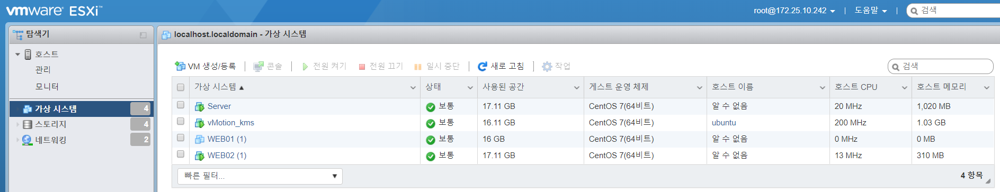 vmware ESXi™ root@172.25.10.242 도움말 검색
탐색기
호스트
관리
모니터
가상 시스템 4
스토리지 4
네트워킹 2
localhost.localdomain - 가상 시스템
VM 생성/등록 콘솔 전원 켜기 전원 끄기 일시 중단 새로 고침 작업 검색
가상 시스템 상태 사용된 공간 게스트 운영 체제 호스트 이름 호스트 CPU 호스트 메모리
Server 보통 17.11 GB CentOS 7(64비트) 알 수 없음 20 MHz 1,020 MB
vMotion_kms 보통 16.11 GB CentOS 7(64비트) ubuntu 200 MHz 1.03 GB
WEB01 (1) 보통 16 GB CentOS 7(64비트) 알 수 없음 0 MHz 0 MB
WEB02 (1) 보통 17.11 GB CentOS 7(64비트) 알 수 없음 13 MHz 310 MB
빠른 필터... 4 항목